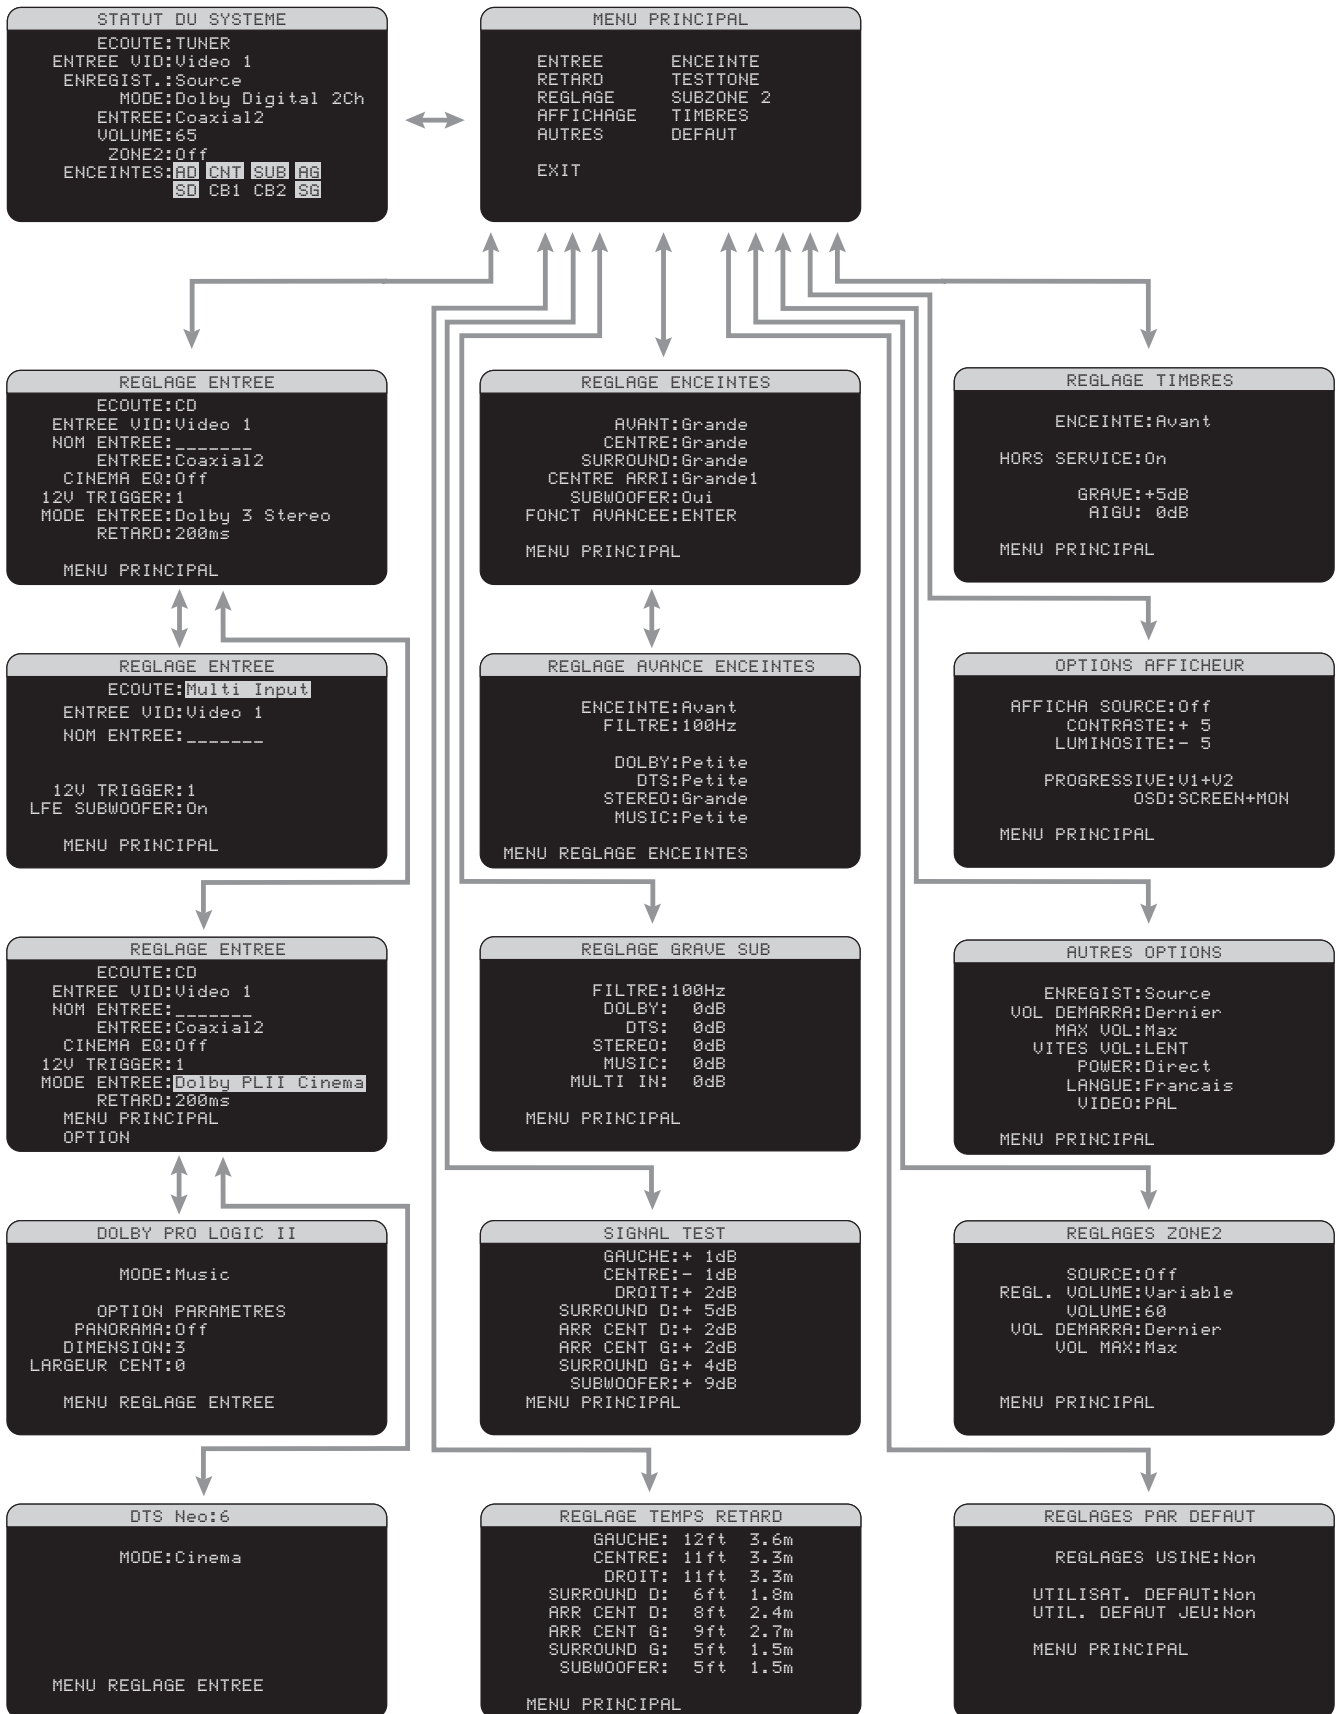 STATUT DU SYSTEME
ECOUTE:TUNER
ENTREE VID:Video 1
ENREGIST.:Source
MODE:Dolby Digital 2Ch
ENTREE:Coaxial2
VOLUME:65
ZONE2:Off
ENCEINTES:AD CNT SUB AG
SD CB1 CB2 SG
MENU PRINCIPAL
ENTREE ENCEINTE
RETARD TESTTONE
REGLAGE SUBZONE 2
AFFICHAGE TIMBRES
AUTRES DEFAUT
EXIT
REGLAGE ENTREE
ECOUTE:CD
ENTREE VID:Video 1
NOM ENTREE:_______
ENTREE:Coaxial2
CINEMA EQ:Off
12V TRIGGER:1
MODE ENTREE:Dolby 3 Stereo
RETARD:200ms
MENU PRINCIPAL
REGLAGE ENCEINTES
AVANT:Grande
CENTRE:Grande
SURROUND:Grande
CENTRE ARRI:Grande1
SUBWOOFER:Oui
FONCT AVANCEE:ENTER
MENU PRINCIPAL
REGLAGE TIMBRES
ENCEINTE:Avant
HORS SERVICE:On
GRAVE:+5dB
AIGU: 0dB
MENU PRINCIPAL
REGLAGE ENTREE
ECOUTE:Multi Input
ENTREE VID:Video 1
NOM ENTREE:_______
12V TRIGGER:1
LFE SUBWOOFER:On
MENU PRINCIPAL
REGLAGE AVANCE ENCEINTES
ENCEINTE:Avant
FILTRE:100Hz
DOLBY:Petite
DTS:Petite
STEREO:Grande
MUSIC:Petite
MENU REGLAGE ENCEINTES
OPTIONS AFFICHEUR
AFFICHA SOURCE:Off
CONTRASTE:+ 5
LUMINOSITE:- 5
PROGRESSIVE:V1+V2
OSD:SCREEN+MON
MENU PRINCIPAL
REGLAGE ENTREE
ECOUTE:CD
ENTREE VID:Video 1
NOM ENTREE:_______
ENTREE:Coaxial2
CINEMA EQ:Off
12V TRIGGER:1
MODE ENTREE:Dolby PLII Cinema
RETARD:200ms
MENU PRINCIPAL
OPTION
REGLAGE GRAVE SUB
FILTRE:100Hz
DOLBY: 0dB
DTS: 0dB
STEREO: 0dB
MUSIC: 0dB
MULTI IN: 0dB
MENU PRINCIPAL
AUTRES OPTIONS
ENREGIST:Source
VOL DEMARRA:Dernier
MAX VOL:Max
VITES VOL:LENT
POWER:Direct
LANGUE:Francais
VIDEO:PAL
MENU PRINCIPAL
DOLBY PRO LOGIC II
MODE:Music
OPTION PARAMETRES
PANORAMA:Off
DIMENSION:3
LARGEUR CENT:0
MENU REGLAGE ENTREE
SIGNAL TEST
GAUCHE:+ 1dB
CENTRE:- 1dB
DROIT:+ 2dB
SURROUND D:+ 5dB
ARR CENT D:+ 2dB
ARR CENT G:+ 2dB
SURROUND G:+ 4dB
SUBWOOFER:+ 9dB
MENU PRINCIPAL
REGLAGES ZONE2
SOURCE:Off
REGL. VOLUME:Variable
VOLUME:60
VOL DEMARRA:Dernier
VOL MAX:Max
MENU PRINCIPAL
DTS Neo:6
MODE:Cinema
MENU REGLAGE ENTREE
REGLAGE TEMPS RETARD
GAUCHE: 12ft 3.6m
CENTRE: 11ft 3.3m
DROIT: 11ft 3.3m
SURROUND D: 6ft 1.8m
ARR CENT D: 8ft 2.4m
ARR CENT G: 9ft 2.7m
SURROUND G: 5ft 1.5m
SUBWOOFER: 5ft 1.5m
MENU PRINCIPAL
REGLAGES PAR DEFAUT
REGLAGES USINE:Non
UTILISAT. DEFAUT:Non
UTIL. DEFAUT JEU:Non
MENU PRINCIPAL